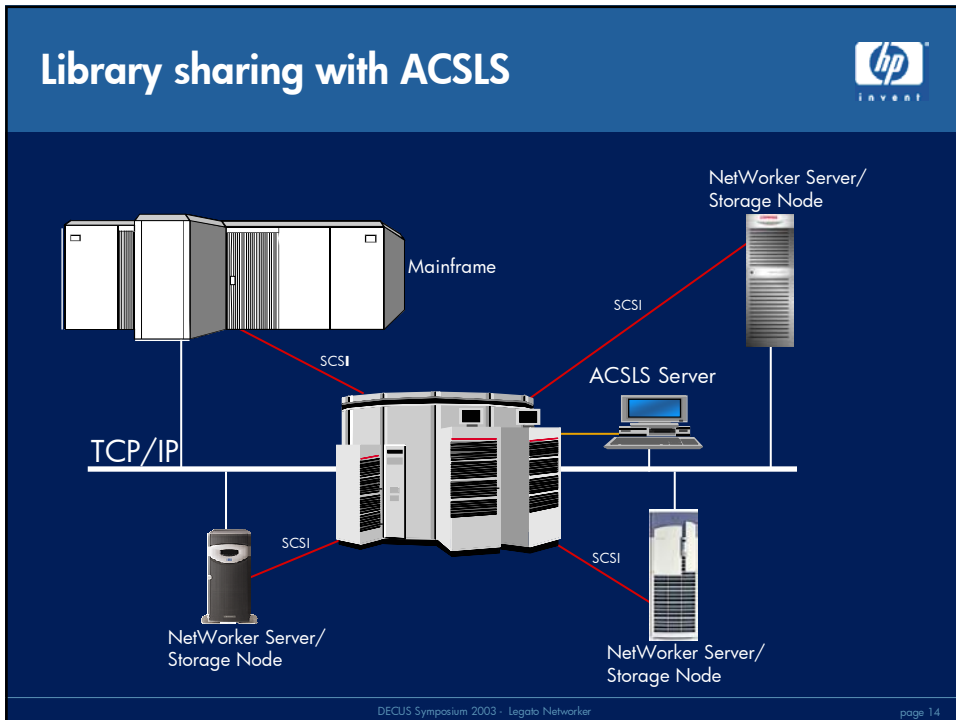 Library sharing with ACSLS
hp
invent
NetWorker Server/
Storage Node
Mainframe
SCSI
SCSI
ACSLS Server
TCP/IP
SCSI
SCSI
NetWorker Server/
Storage Node
NetWorker Server/
Storage Node
DECUS Symposium 2003 - Legato Networker
page 14